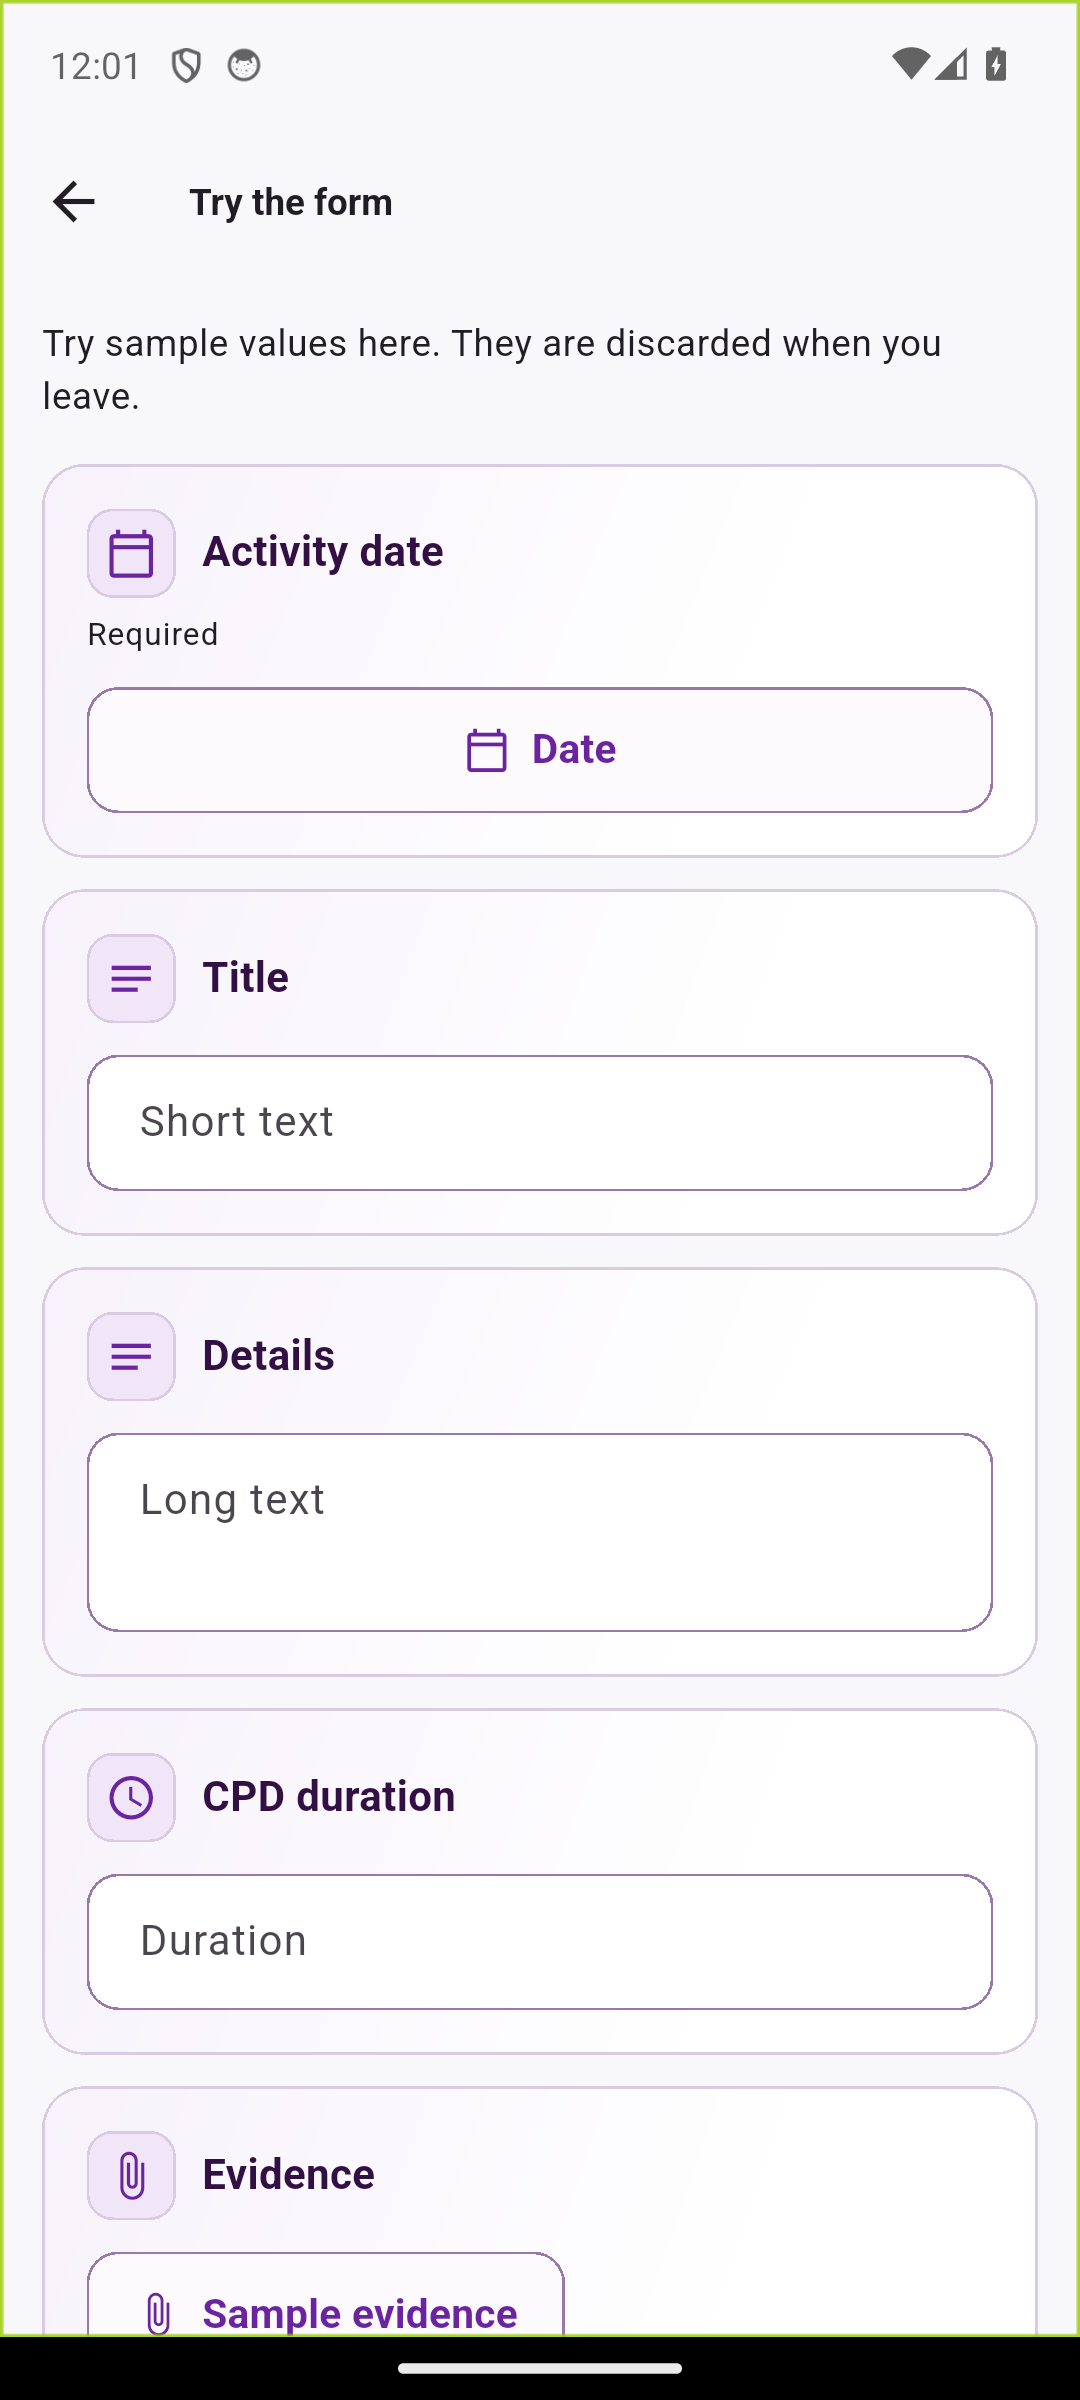 12:01
Try the form
Try sample values here. They are discarded when you
leave.
Activity date
Required
Date
Title
Short text
Details
Long text
CPD duration
Duration
Evidence
Sample evidence